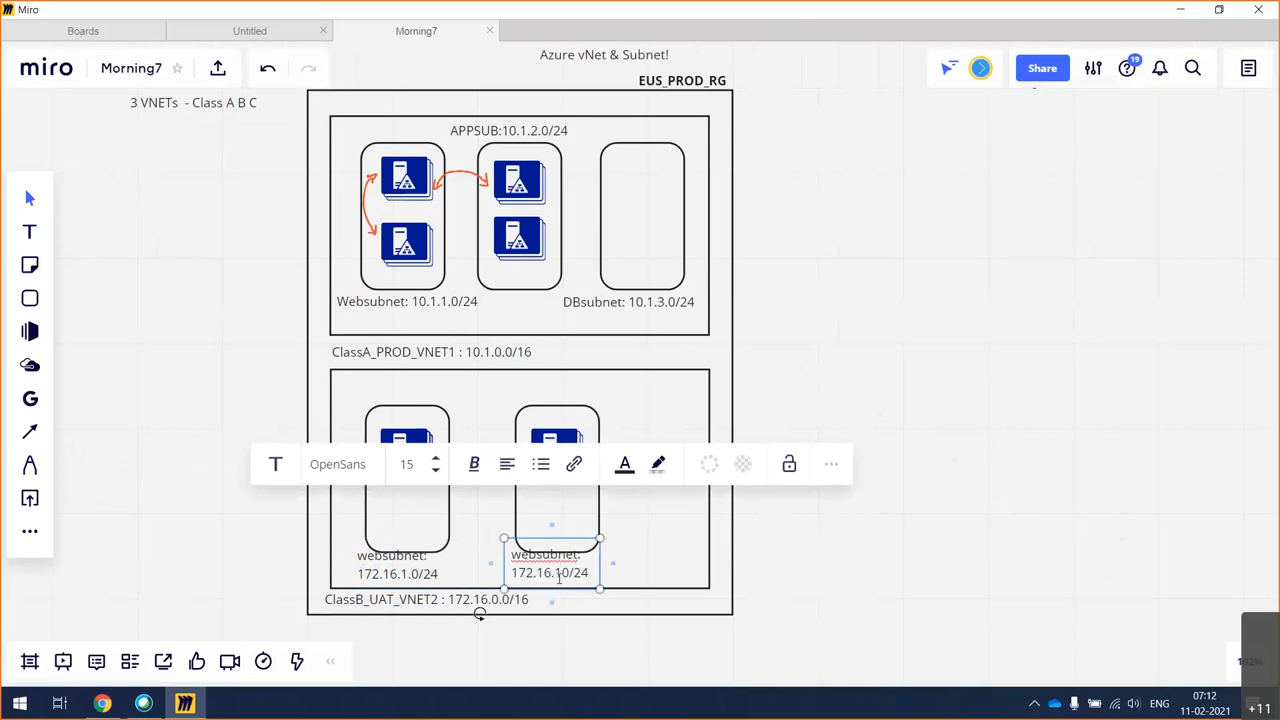 Miro
Boards
Untitled
Morning7
miro
Morning7
Azure vNet & Subnet!
19
Share
EUS_PROD_RG
3 VNETs - Class A B C
APPSUB:10.1.2.0/24
Websubnet: 10.1.1.0/24
DBsubnet: 10.1.3.0/24
ClassA_PROD_VNET1 : 10.1.0.0/16
OpenSans
15
websubnet:
172.16.1.0/24
websubnet:
172.16.10/24
ClassB_UAT_VNET2 : 172.16.0.0/16
102%
ENG
07:12
11-02-2021
+11